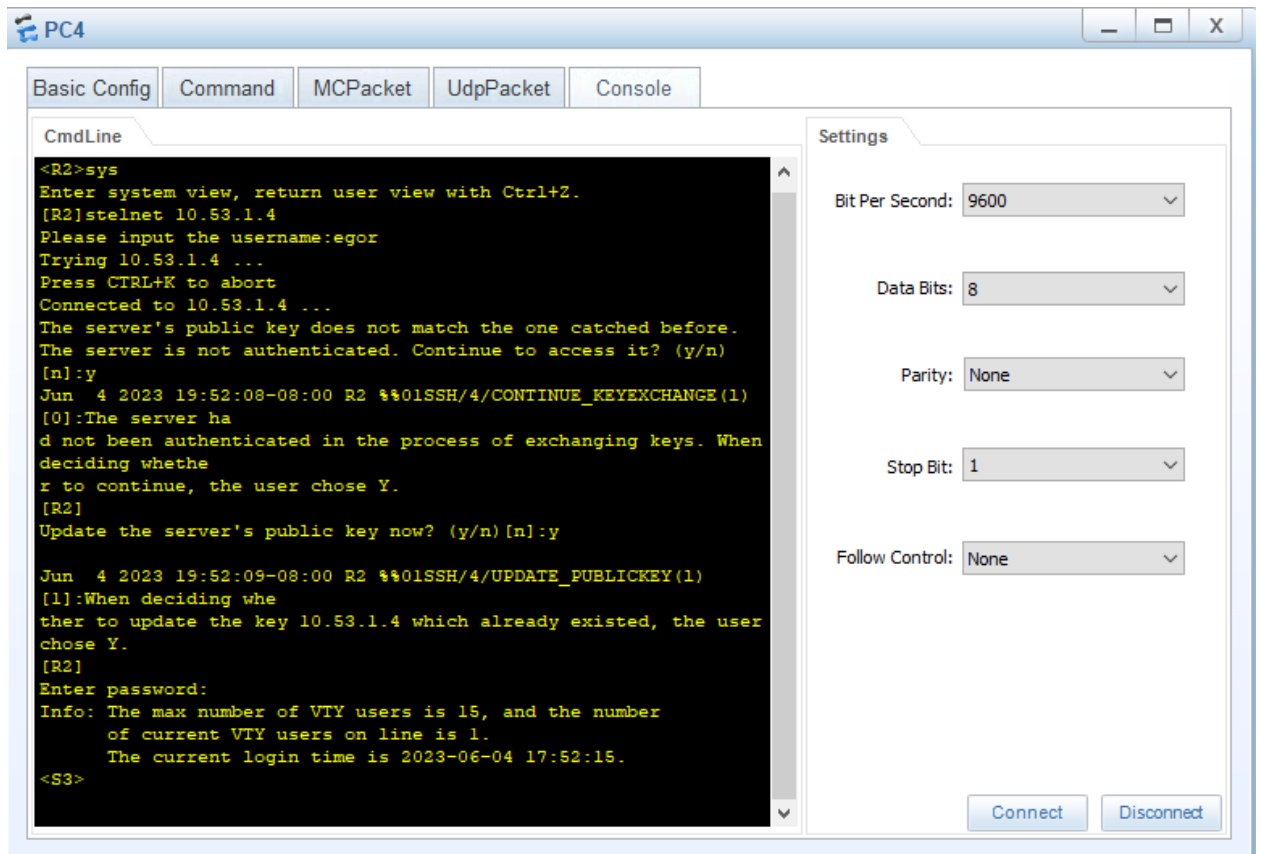 PC4
X
Basic Config Command MCPacket UdpPacket Console
CmdLine
<R2>sys
Enter system view, return user view with Ctrl+Z.
[R2]stelnet 10.53.1.4
Please input the username:egor
Trying 10.53.1.4 ...
Press CTRL+K to abort
Connected to 10.53.1.4 ...
The server's public key does not match the one catched before.
The server is not authenticated. Continue to access it? (y/n)
[n]:y
Jun  4 2023 19:52:08-08:00 R2 %%01SSH/4/CONTINUE_KEYEXCHANGE(l)
[0]:The server ha
d not been authenticated in the process of exchanging keys. When
deciding whethe
r to continue, the user chose Y.
[R2]
Update the server's public key now? (y/n)[n]:y
Jun  4 2023 19:52:09-08:00 R2 %%01SSH/4/UPDATE_PUBLICKEY(l)
[1]:When deciding whe
ther to update the key 10.53.1.4 which already existed, the user
chose Y.
[R2]
Enter password:
Info: The max number of VTY users is 15, and the number
of current VTY users on line is 1.
The current login time is 2023-06-04 17:52:15.
<S3>
Settings
Bit Per Second: 9600
Data Bits: 8
Parity: None
Stop Bit: 1
Follow Control: None
Connect Disconnect